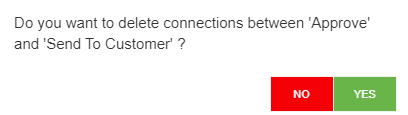 Do you want to delete connections between 'Approve'
and 'Send To Customer' ?
NO YES